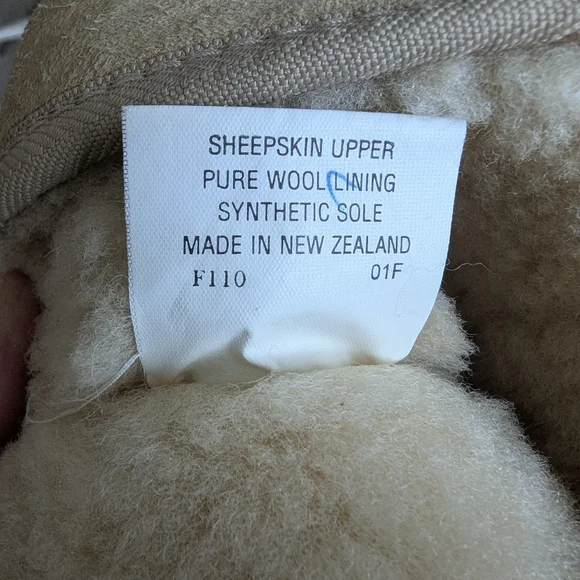 SHEEPSKIN UPPER
PURE WOOL LINING
SYNTHETIC SOLE
MADE IN NEW ZEALAND
F110 01F